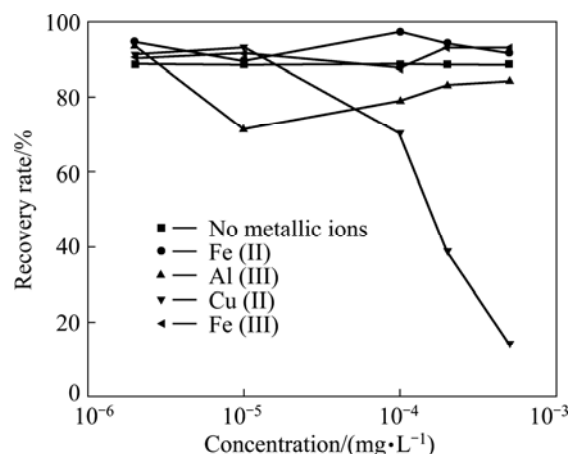 100
80
60
40
20
0
Recovery rate/%
No metallic ions
Fe (II)
Al (III)
Cu (II)
Fe (III)
10⁻⁶
10⁻⁵
10⁻⁴
10⁻³
Concentration/(mg•L⁻¹)